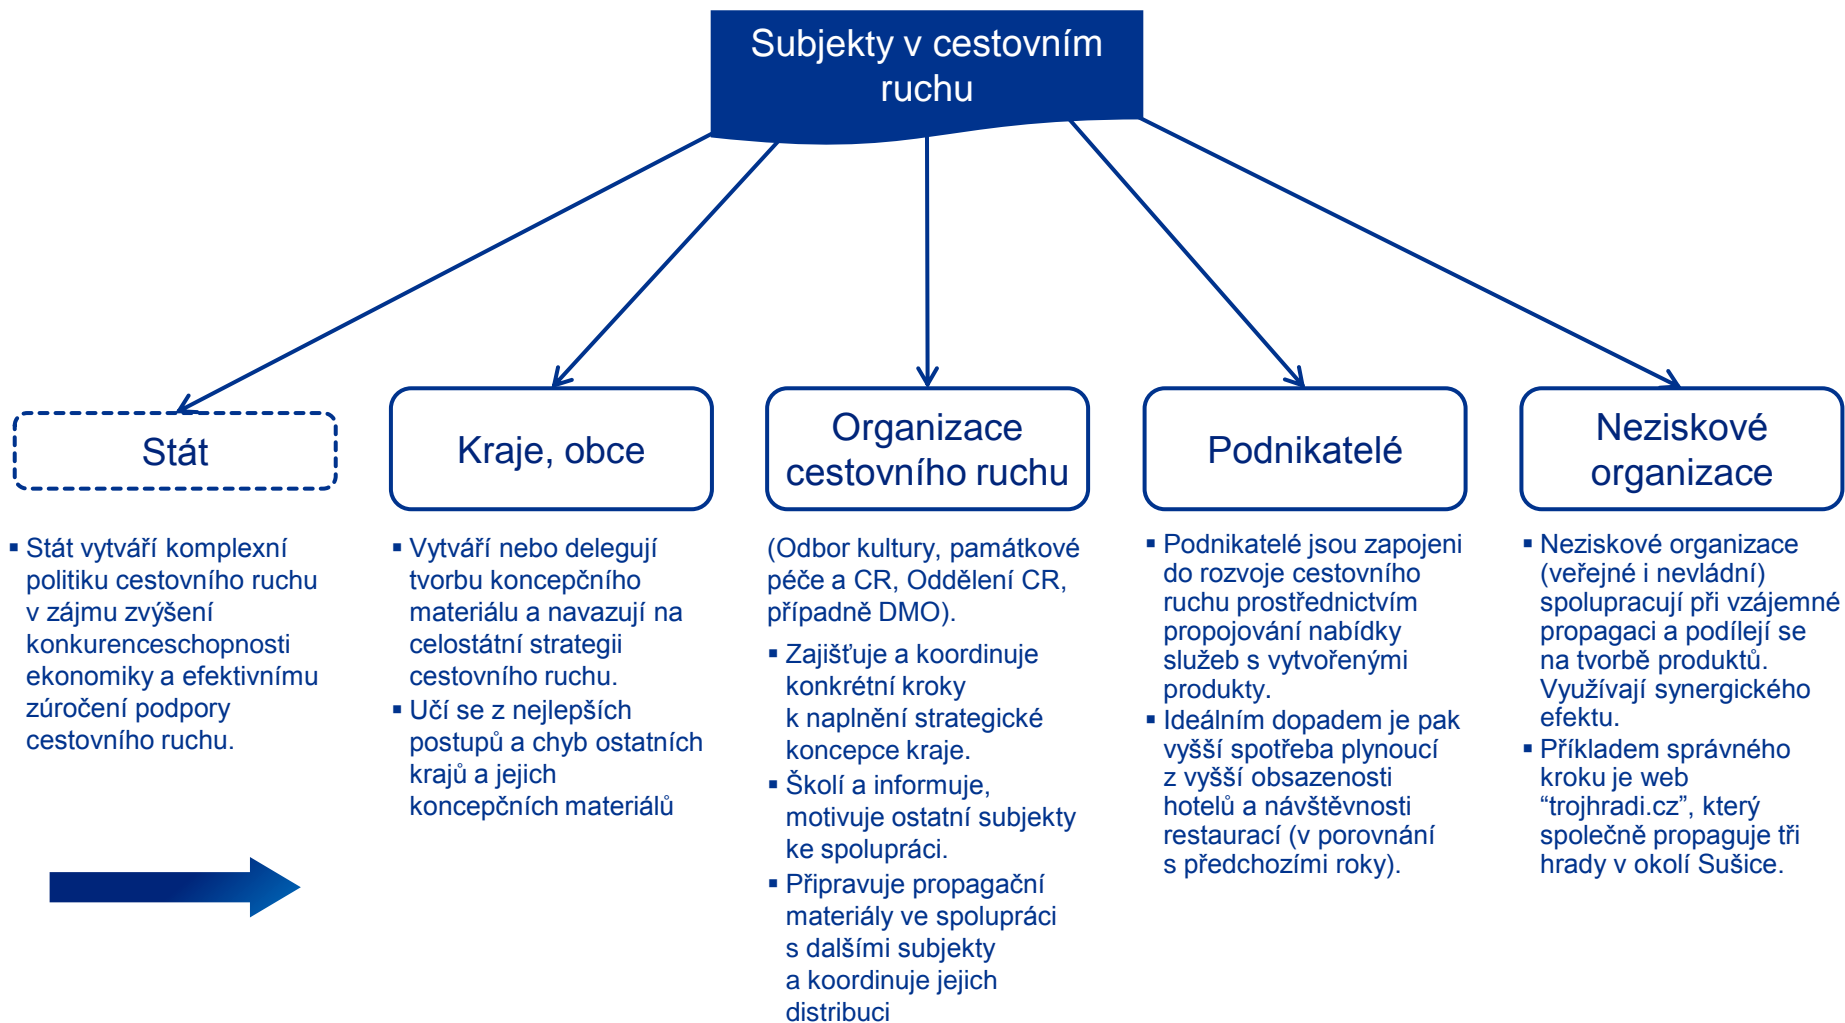 Subjekty v cestovním
ruchu
Stát
▪ Stát vytváří komplexní
politiku cestovního ruchu
v zájmu zvýšení
konkurenceschopnosti
ekonomiky a efektivnímu
zúročení podpory
cestovního ruchu.
Kraje, obce
▪ Vytváří nebo delegují
tvorbu koncepčního
materiálu a navazují na
celostátní strategii
cestovního ruchu.
▪ Učí se z nejlepších
postupů a chyb ostatních
krajů a jejich
koncepčních materiálů
Organizace
cestovního ruchu
(Odbor kultury, památkové
péče a CR, Oddělení CR,
případně DMO).
▪ Zajišťuje a koordinuje
konkrétní kroky
k naplnění strategické
koncepce kraje.
▪ Školí a informuje,
motivuje ostatní subjekty
ke spolupráci.
▪ Připravuje propagační
materiály ve spolupráci
s dalšími subjekty
a koordinuje jejich
distribuci
Podnikatelé
▪ Podnikatelé jsou zapojeni
do rozvoje cestovního
ruchu prostřednictvím
propojování nabídky
služeb s vytvořenými
produkty.
▪ Ideálním dopadem je pak
vyšší spotřeba plynoucí
z vyšší obsazenosti
hotelů a návštěvnosti
restaurací (v porovnání
s předchozími roky).
Neziskové
organizace
▪ Neziskové organizace
(veřejné i nevládní)
spolupracují při vzájemné
propagaci a podílejí se
na tvorbě produktů.
Využívají synergického
efektu.
▪ Příkladem správného
kroku je web
“trojhradi.cz”, který
společně propaguje tři
hrady v okolí Sušice.